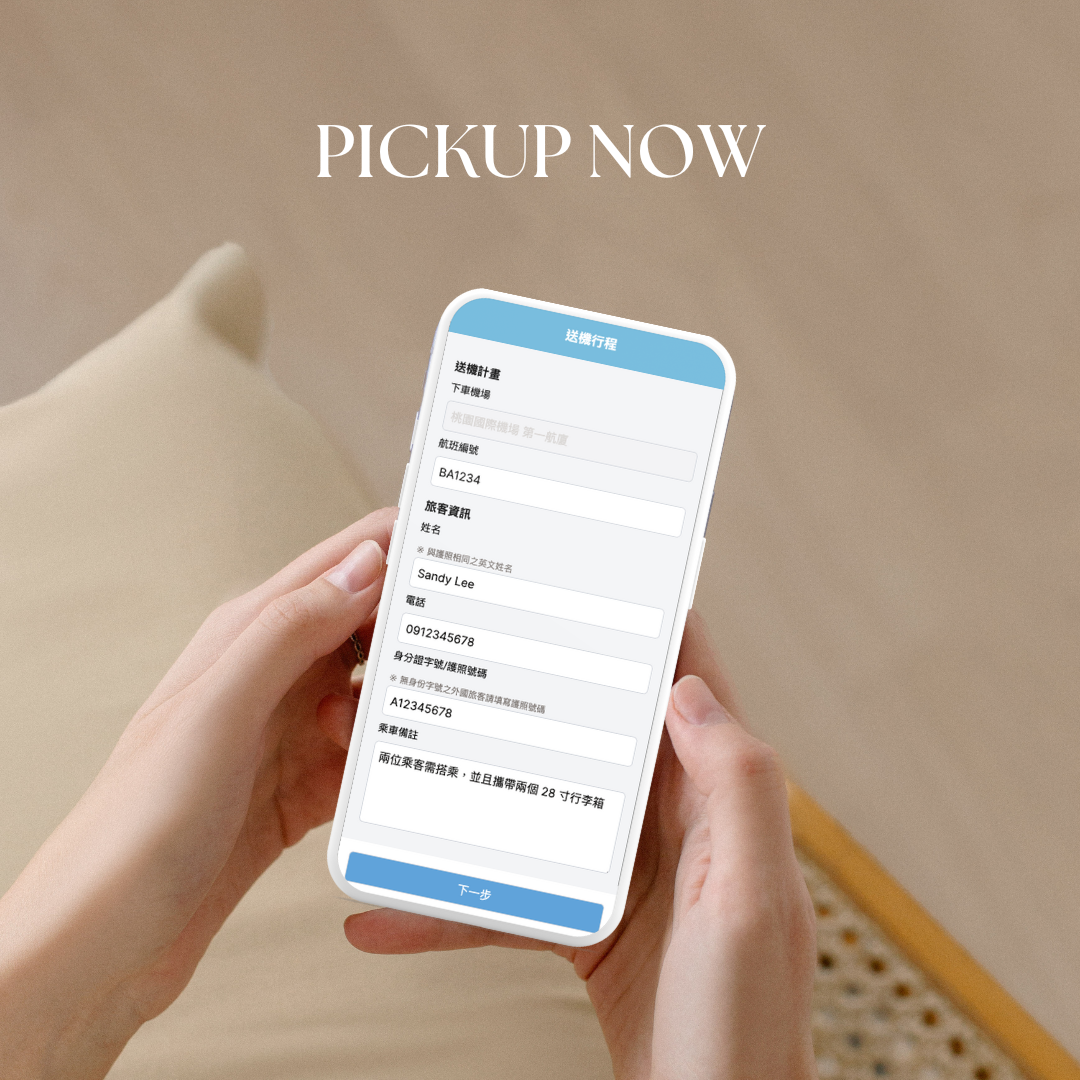 PICKUP NOW
送機行程
送機計畫
下車機場
桃園國際機場 第一航廈
航班編號
BA1234
旅客資訊
姓名
※ 與護照相同之英文姓名
Sandy Lee
電話
0912345678
身分證字號/護照號碼
※ 無身份字號之外國旅客請填寫護照號碼
A12345678
乘車備註
兩位乘客需搭乘，並且攜帶兩個 28 寸行李箱
下一步